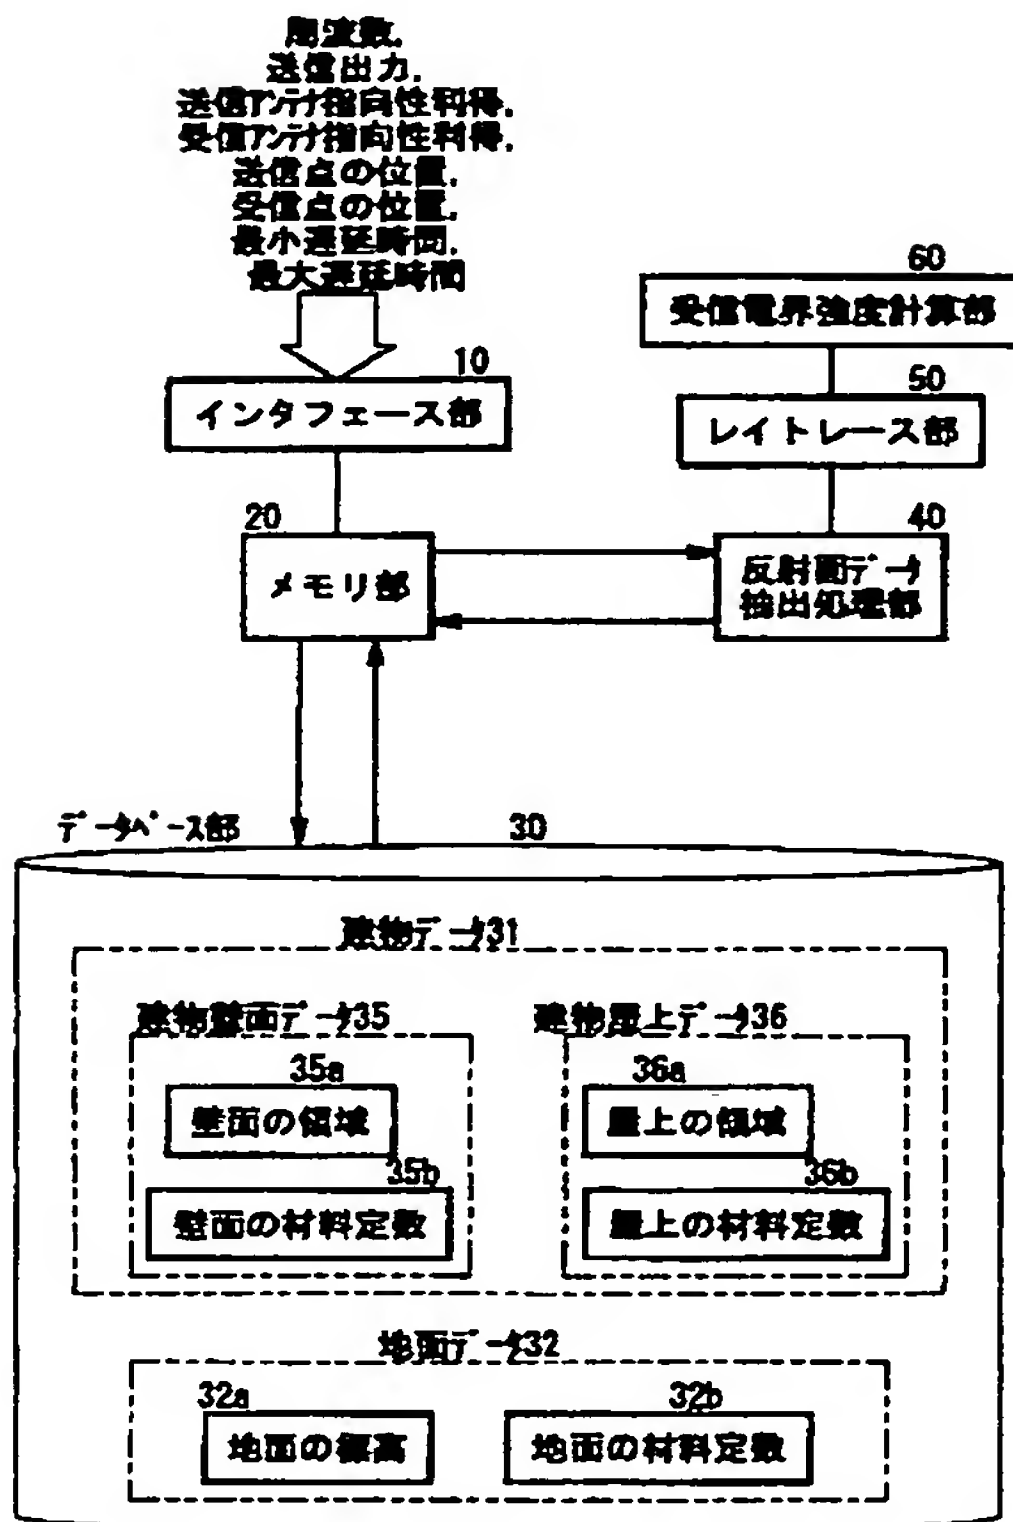 周波数,
送信出力,
送信アンテナ指向性利得,
受信アンテナ指向性利得,
送信点の位置,
受信点の位置,
最小遅延時間,
最大遅延時間
60
受信電界強度計算部
10
50
インタフェース部
レイトレース部
20
40
メモリ部
反射面データ
抽出処理部
データベース部
30
建物データ31
建物壁面データ35
建物屋上データ36
35a
36a
壁面の領域
屋上の領域
35b
36b
壁面の材料定数
屋上の材料定数
地面データ32
32a
32b
地面の標高
地面の材料定数